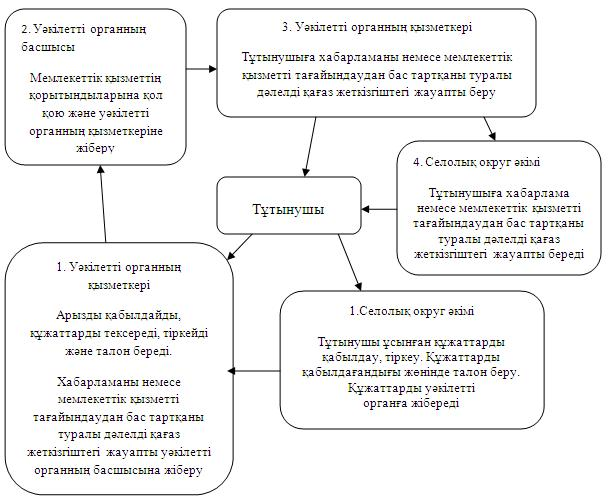 2. Уәкілетті органның
басшысы
Мемлекеттік қызметтің
қорытындыларына қол
қою және уәкілетті
органның қызметкеріне
жіберу
3. Уәкілетті органның қызметкері
Тұтынушыға хабарламаны немесе мемлекеттік
қызметті тағайындаудан бас тартқаны туралы
дәлелді қағаз жеткізгіштегі жауапты беру
4. Селолық округ әкімі
Тұтынушыға хабарлама
немесе мемлекеттік қызметті
тағайындаудан бас тартқаны
туралы дәлелді қағаз
жеткізгіштегі жауапты береді
Тұтынушы
1. Уәкілетті органның
қызметкері
Арызды қабылдайды,
құжаттарды тексереді, тіркейді
және талон береді.
Хабарламаны немесе
мемлекеттік қызметті
тағайындаудан бас тартқаны
туралы дәлелді қағаз
жеткізгіштегі жауапты уәкілетті
органның басшысына жіберу
1.Селолық округ әкімі
Тұтынушы ұсынған құжаттарды
қабылдау, тіркеу. Құжаттарды
қабылдағандығы жөнінде талон беру.
Құжаттарды уәкілетті
органға жібереді